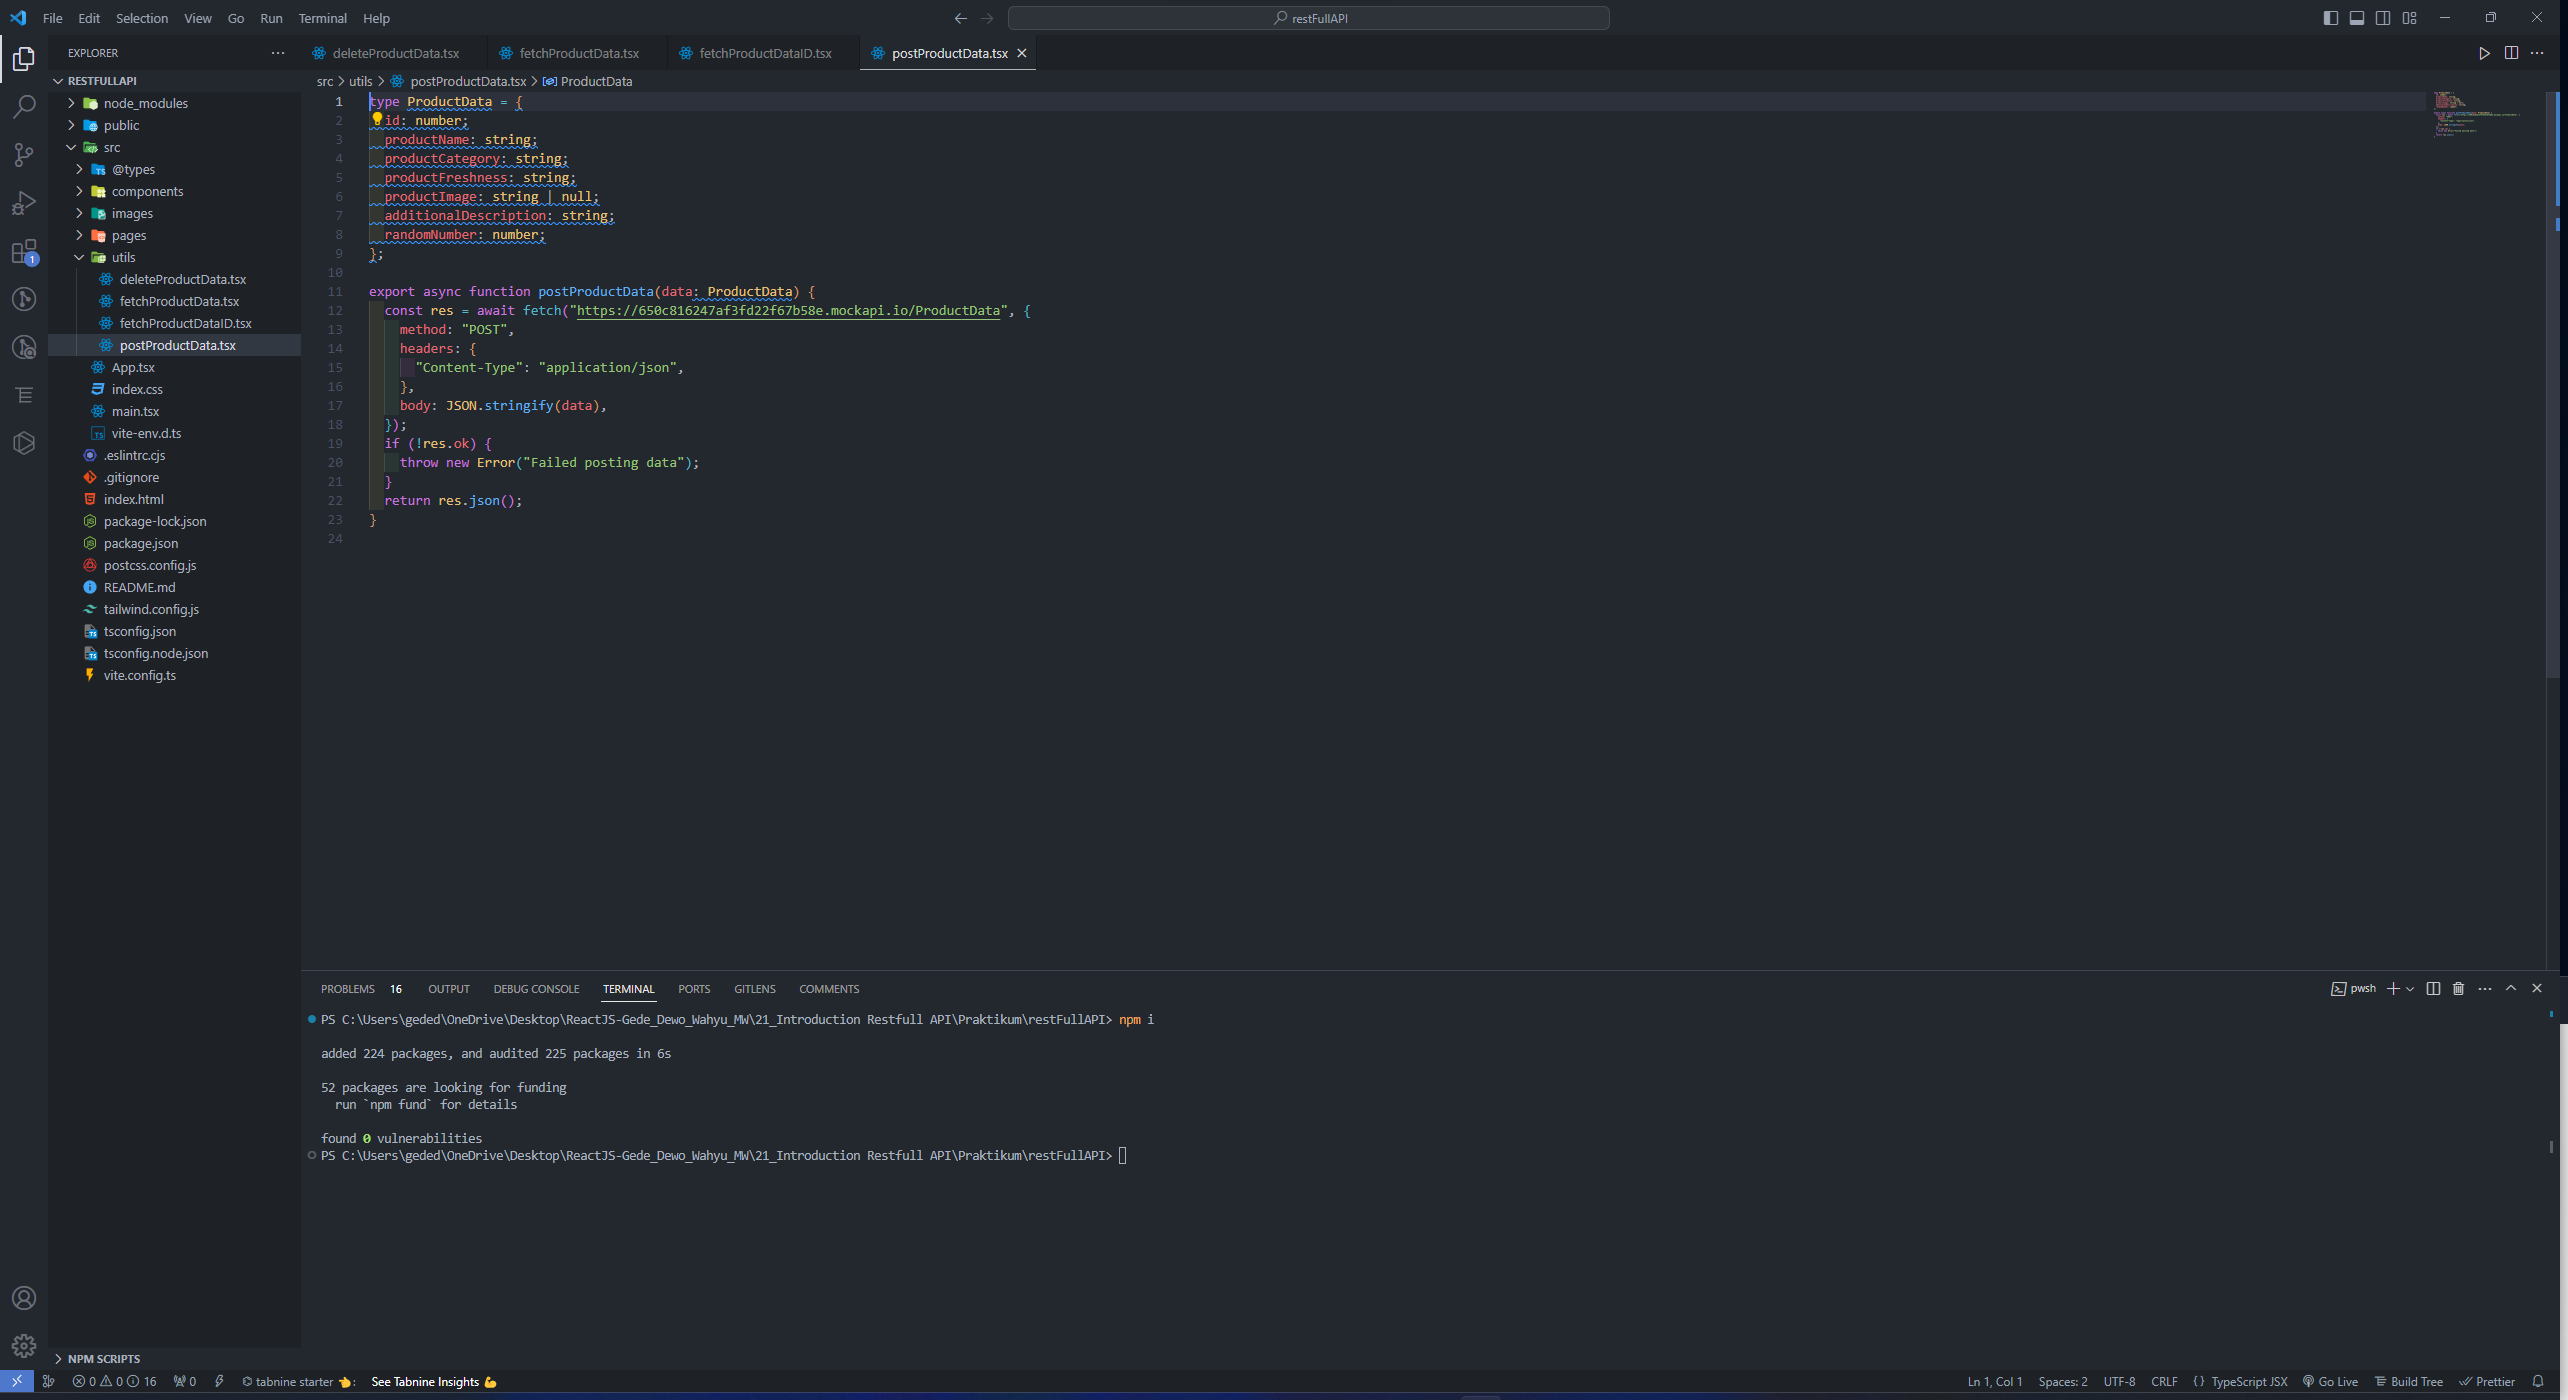 File Edit Selection View Go Run Terminal Help
restFullAPI
EXPLORER
deleteProductData.tsx fetchProductData.tsx fetchProductDataID.tsx postProductData.tsx
RESTFULLAPI
src > utils > postProductData.tsx > ProductData
node_modules
public
src
@types
components
images
pages
utils
deleteProductData.tsx
fetchProductData.tsx
fetchProductDataID.tsx
postProductData.tsx
App.tsx
index.css
main.tsx
vite-env.d.ts
.eslintrc.cjs
.gitignore
index.html
package-lock.json
package.json
postcss.config.js
README.md
tailwind.config.js
tsconfig.json
tsconfig.node.json
vite.config.ts
1
1 type ProductData = {
2 id: number;
3 productName: string;
4 productCategory: string;
5 productFreshness: string;
6 productImage: string | null;
7 additionalDescription: string;
8 randomNumber: number;
9 };
10
11 export async function postProductData(data: ProductData) {
12 const res = await fetch("https://650c816247af3fd22f67b58e.mockapi.io/ProductData", {
13 method: "POST",
14 headers: {
15 "Content-Type": "application/json",
16 },
17 body: JSON.stringify(data),
18 });
19 if (!res.ok) {
20 throw new Error("Failed posting data");
21 }
22 return res.json();
23 }
24
PROBLEMS 16 OUTPUT DEBUG CONSOLE TERMINAL PORTS GITLENS COMMENTS
pwsh
PS C:\Users\geded\OneDrive\Desktop\ReactJS-Gede_Dewo_Wahyu_MW\21_Introduction Restfull API\Praktikum\restFullAPI> npm i
added 224 packages, and audited 225 packages in 6s
52 packages are looking for funding
run `npm fund` for details
found 0 vulnerabilities
PS C:\Users\geded\OneDrive\Desktop\ReactJS-Gede_Dewo_Wahyu_MW\21_Introduction Restfull API\Praktikum\restFullAPI>
NPM SCRIPTS
0 0 16 0 tabnine starter 👈: See Tabnine Insights 💪
Ln 1, Col 1 Spaces: 2 UTF-8 CRLF {} TypeScript JSX Go Live Build Tree Prettier